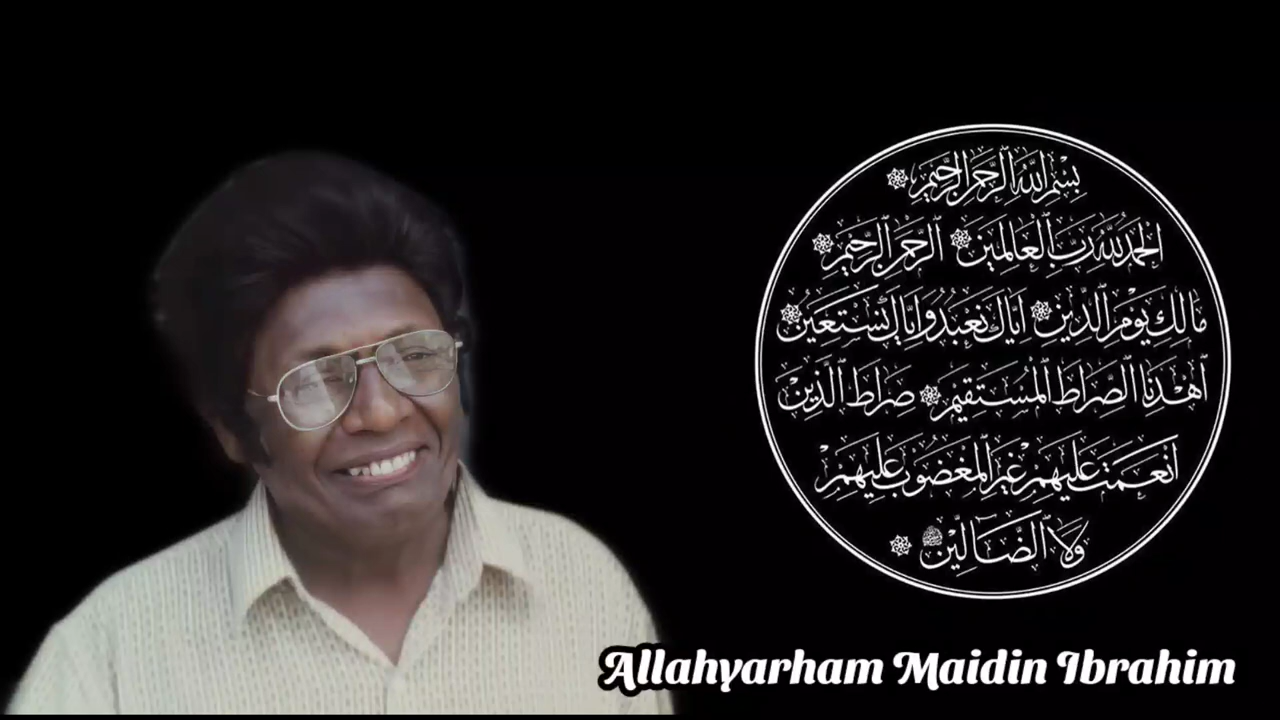 بسم الله الرحمن الرحيم
الحمد لله رب العالمين الرحمن الرحيم
مالك يوم الدين اياك نعبد واياك نستعين
اهدنا الصراط المستقيم صراط الذين
انعمت عليهم غير المغضوب عليهم
ولا الضالين
Allahyarham Maidin Ibrahim